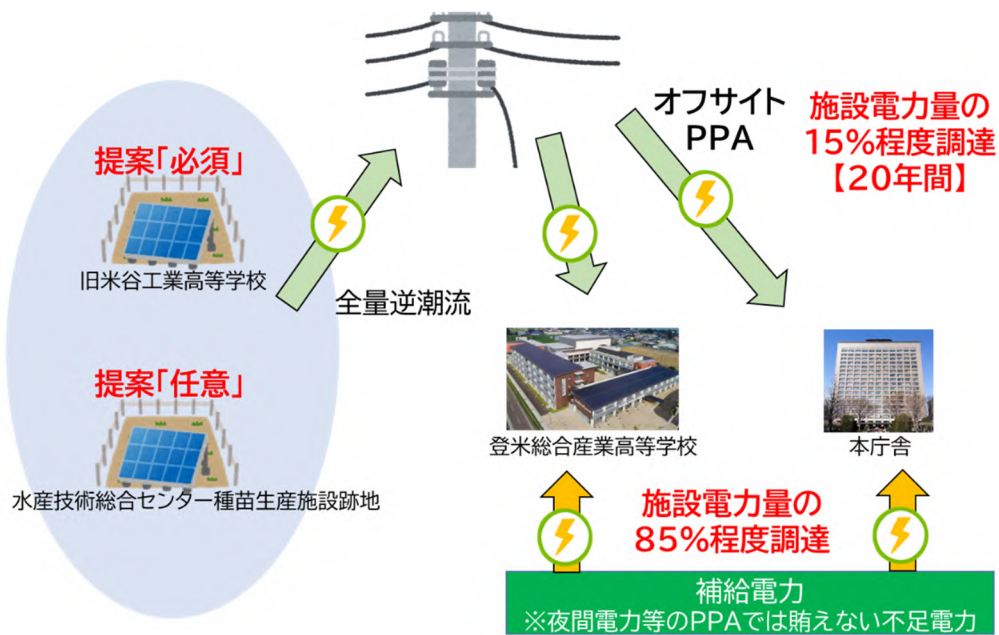 提案「必須」
旧米谷工業高等学校
提案「任意」
水産技術総合センター種苗生産施設跡地
全量逆潮流
オフサイト
PPA
施設電力量の
15%程度調達
【20年間】
登米総合産業高等学校
本庁舎
施設電力量の
85%程度調達
補給電力
※夜間電力等のPPAでは賄えない不足電力